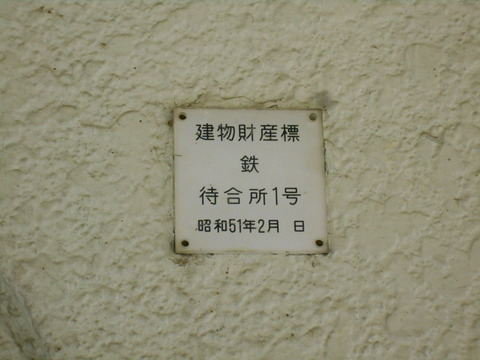 建物財産標
鉄
待合所1号
昭和51年2月 日